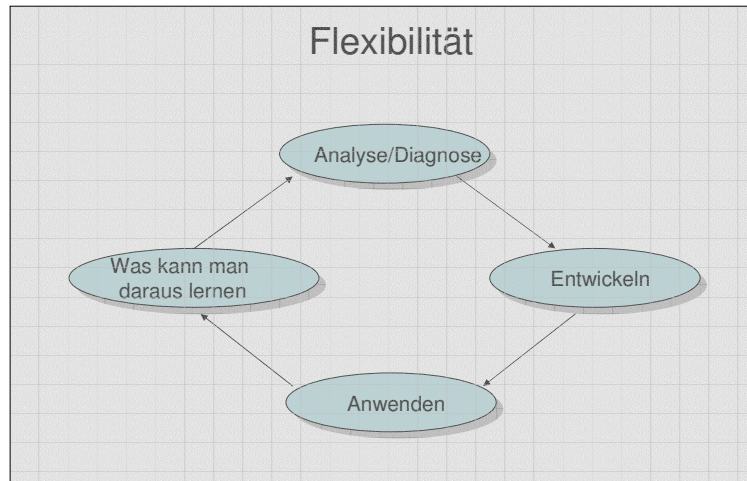 Flexibilität
Analyse/Diagnose
Was kann man
daraus lernen
Entwickeln
Anwenden